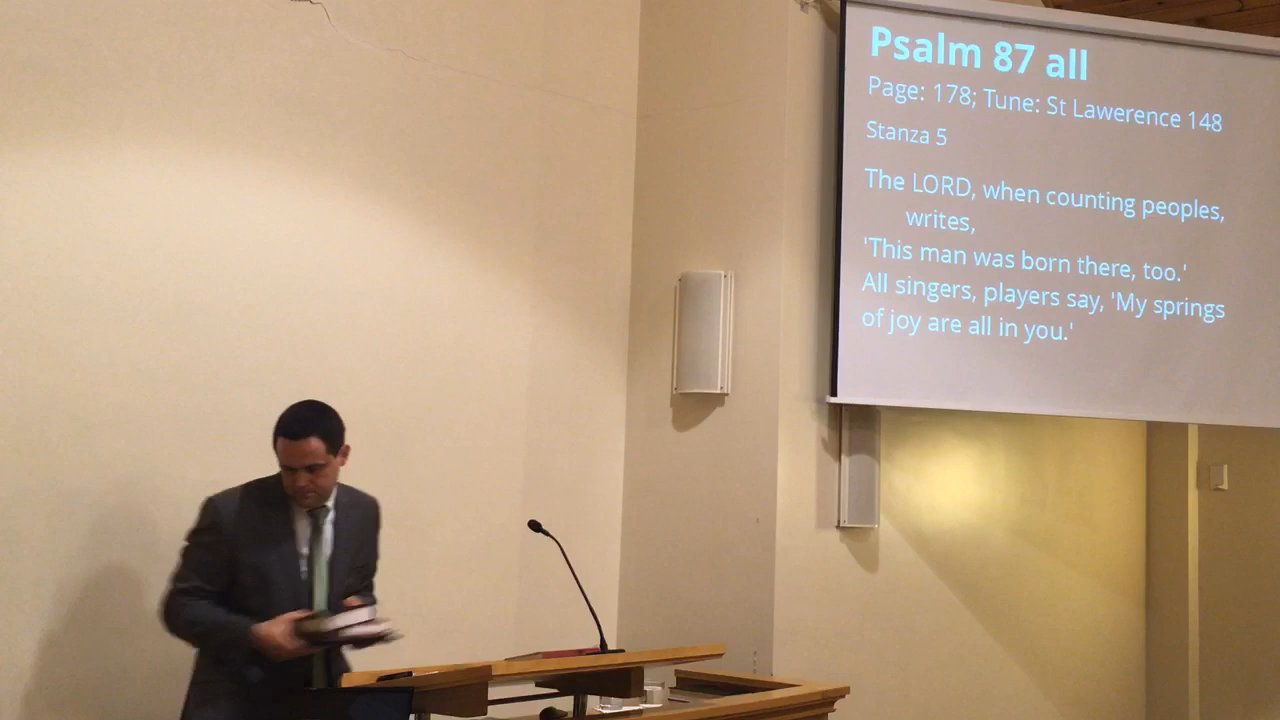 Psalm 87 all
Page: 178; Tune: St Lawerence 148
Stanza 5
The LORD, when counting peoples,
writes,
'This man was born there, too.'
All singers, players say, 'My springs
of joy are all in you.'